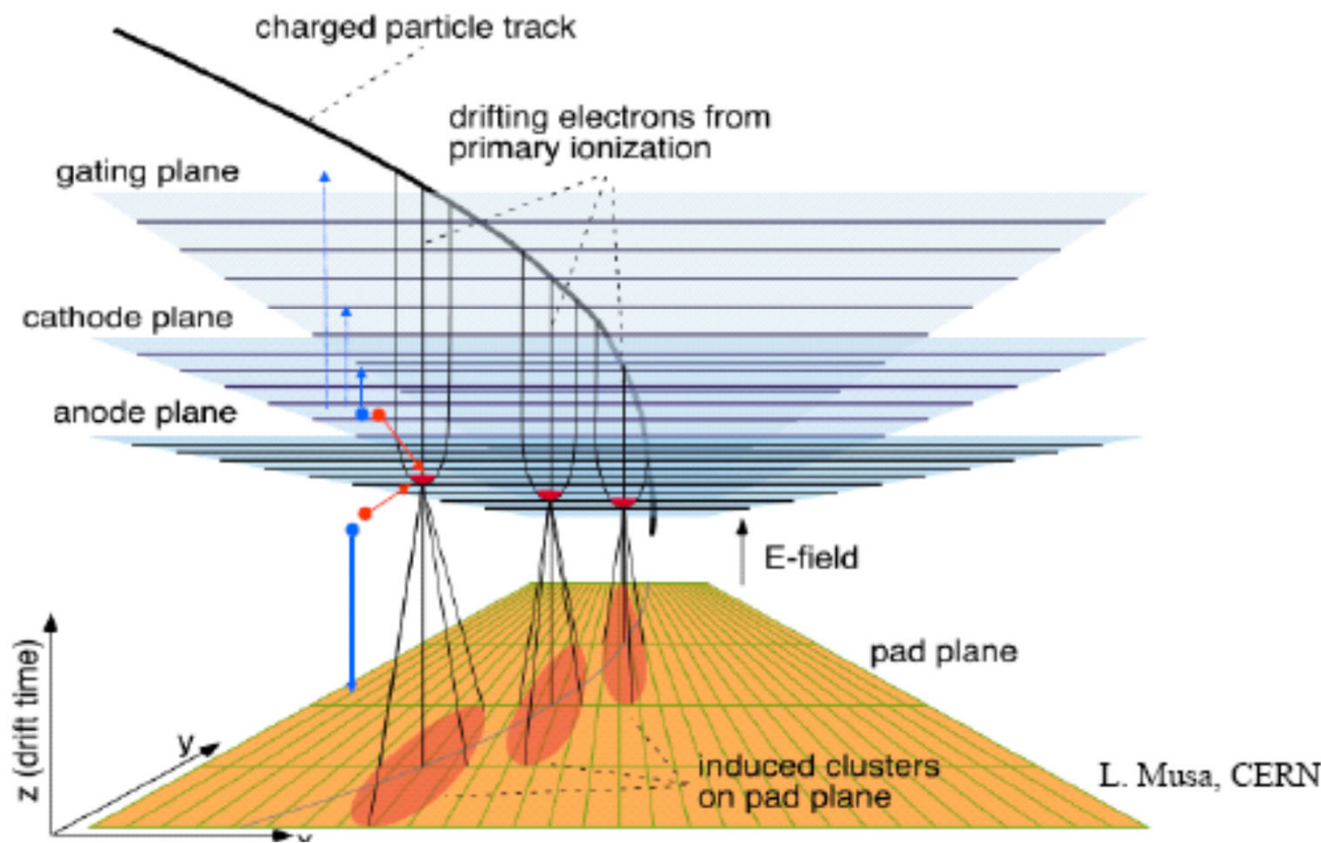 charged particle track
drifting electrons from
primary ionization
gating plane
cathode plane
anode plane
E-field
pad plane
z (drift time)
y
induced clusters
on pad plane
L. Musa, CERN
x